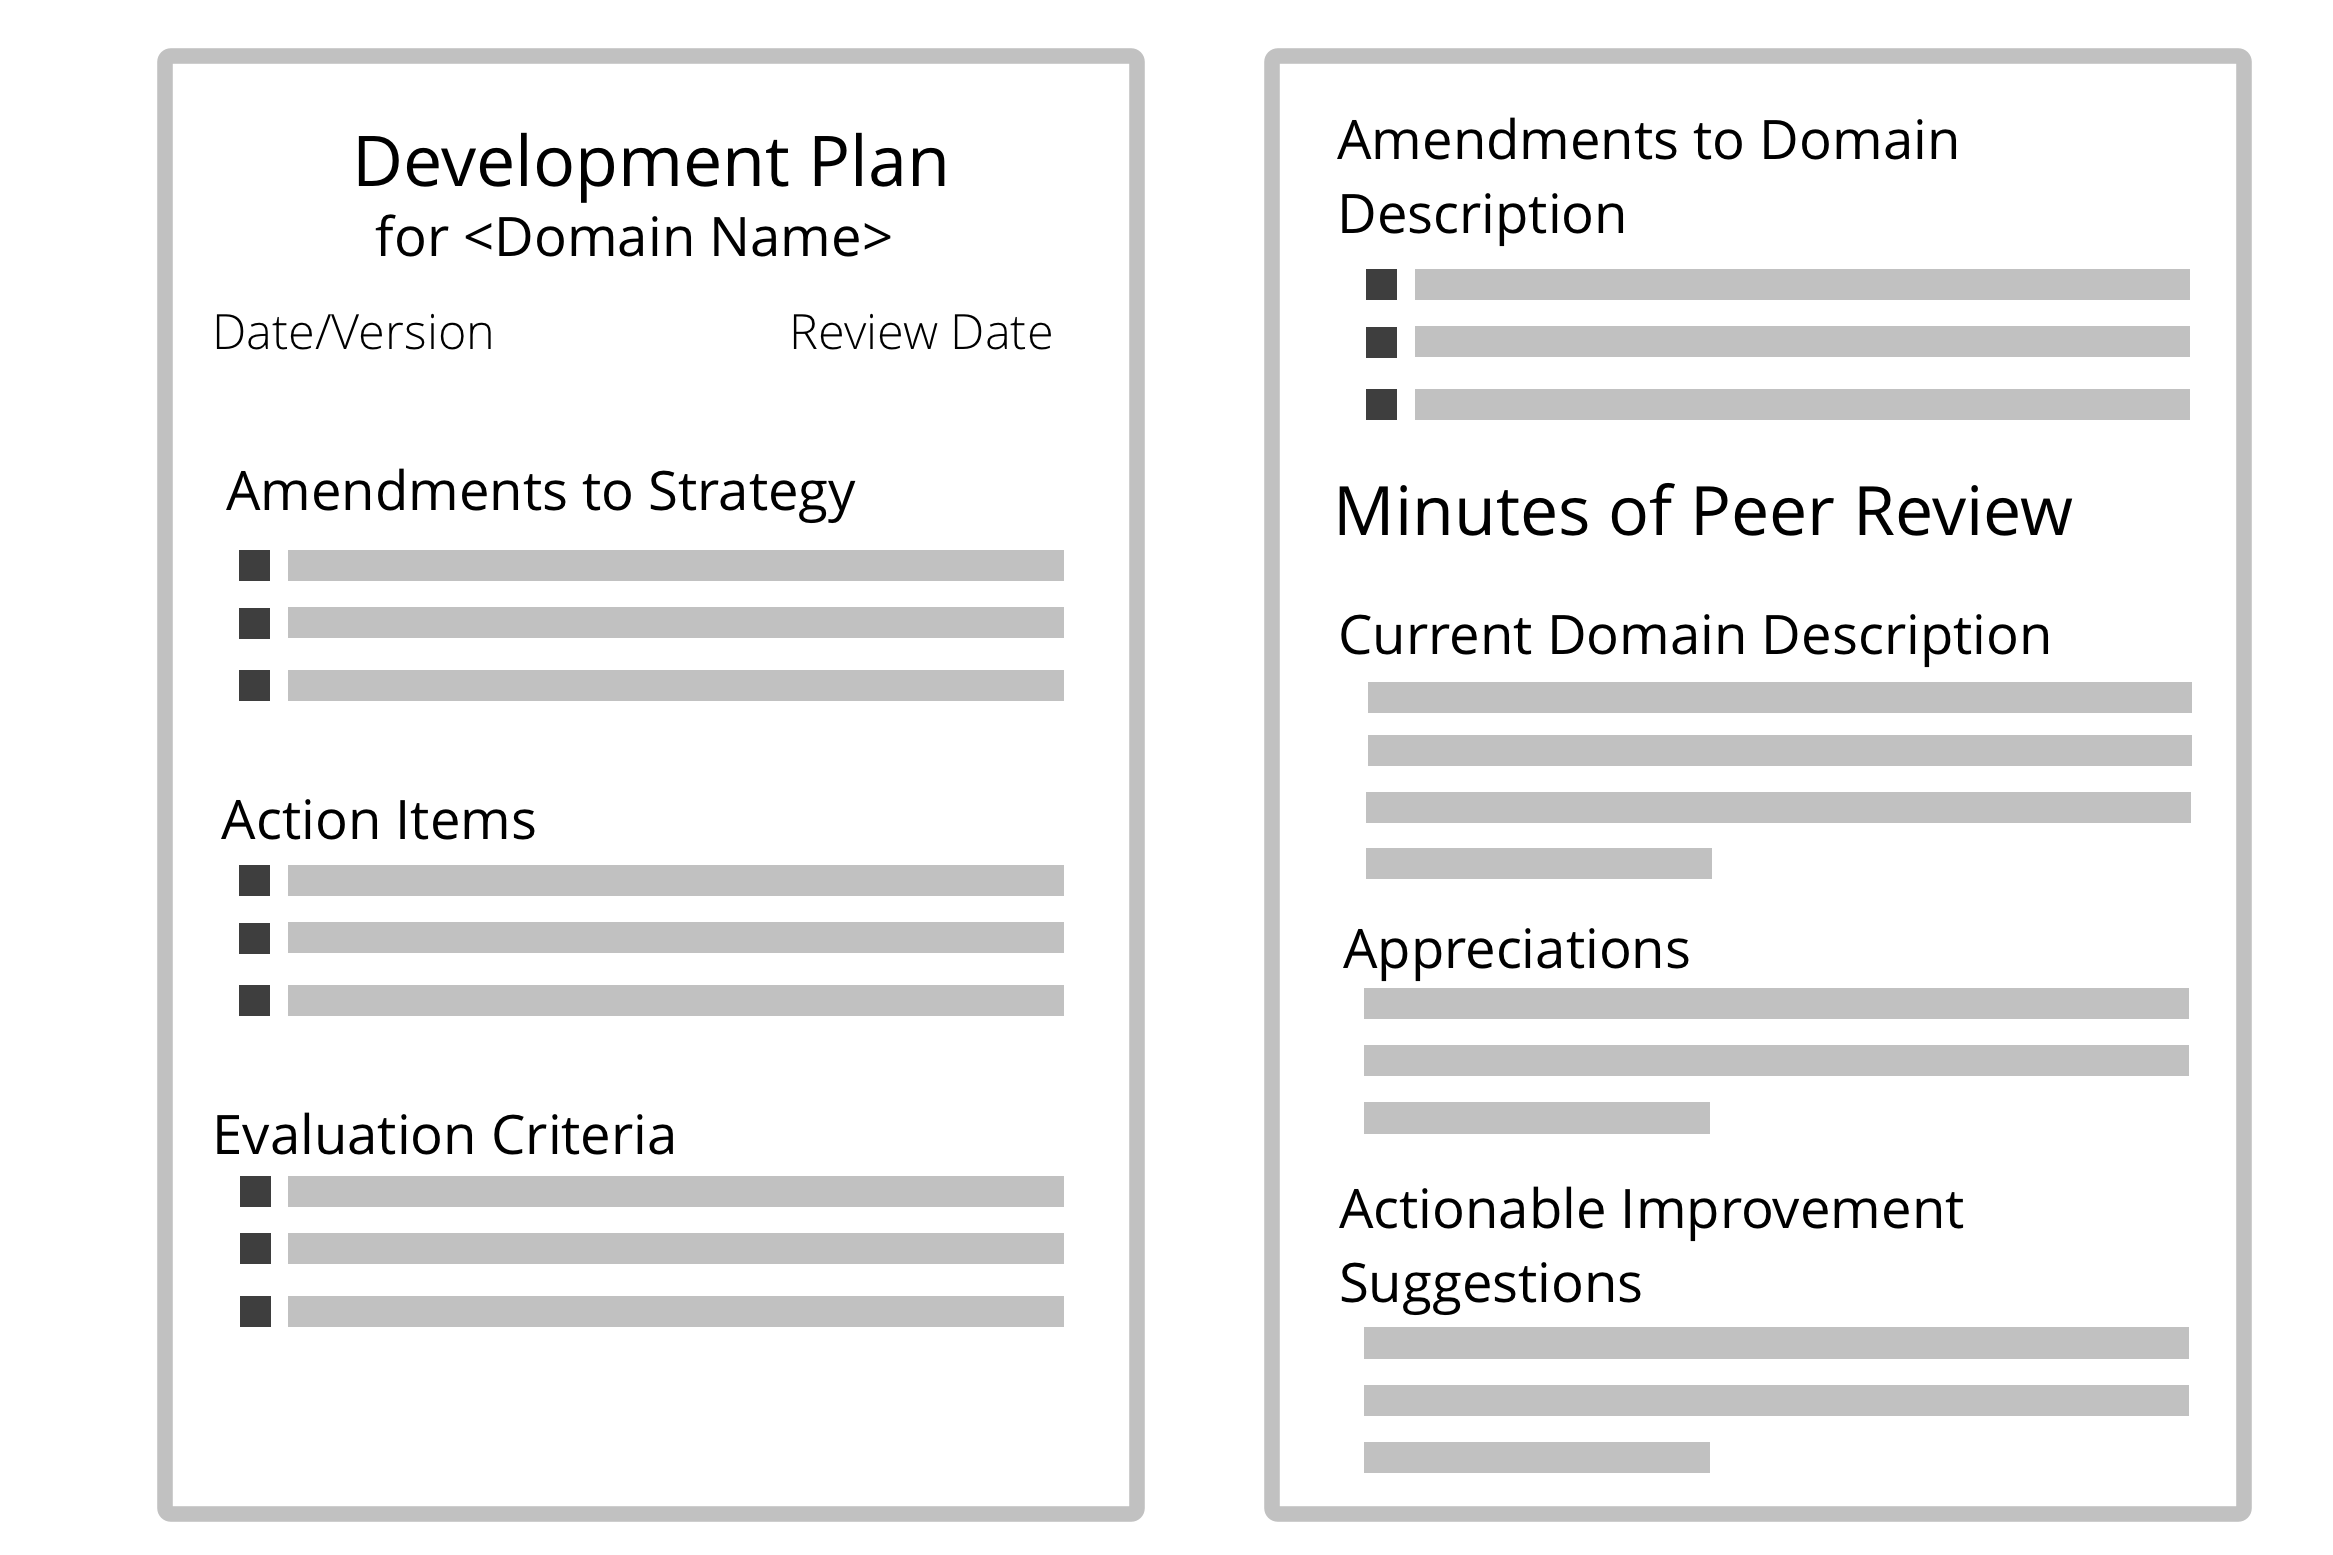 Development Plan
for <Domain Name>
Date/Version Review Date
Amendments to Strategy
Action Items
Evaluation Criteria
Amendments to Domain
Description
Minutes of Peer Review
Current Domain Description
Appreciations
Actionable Improvement
Suggestions